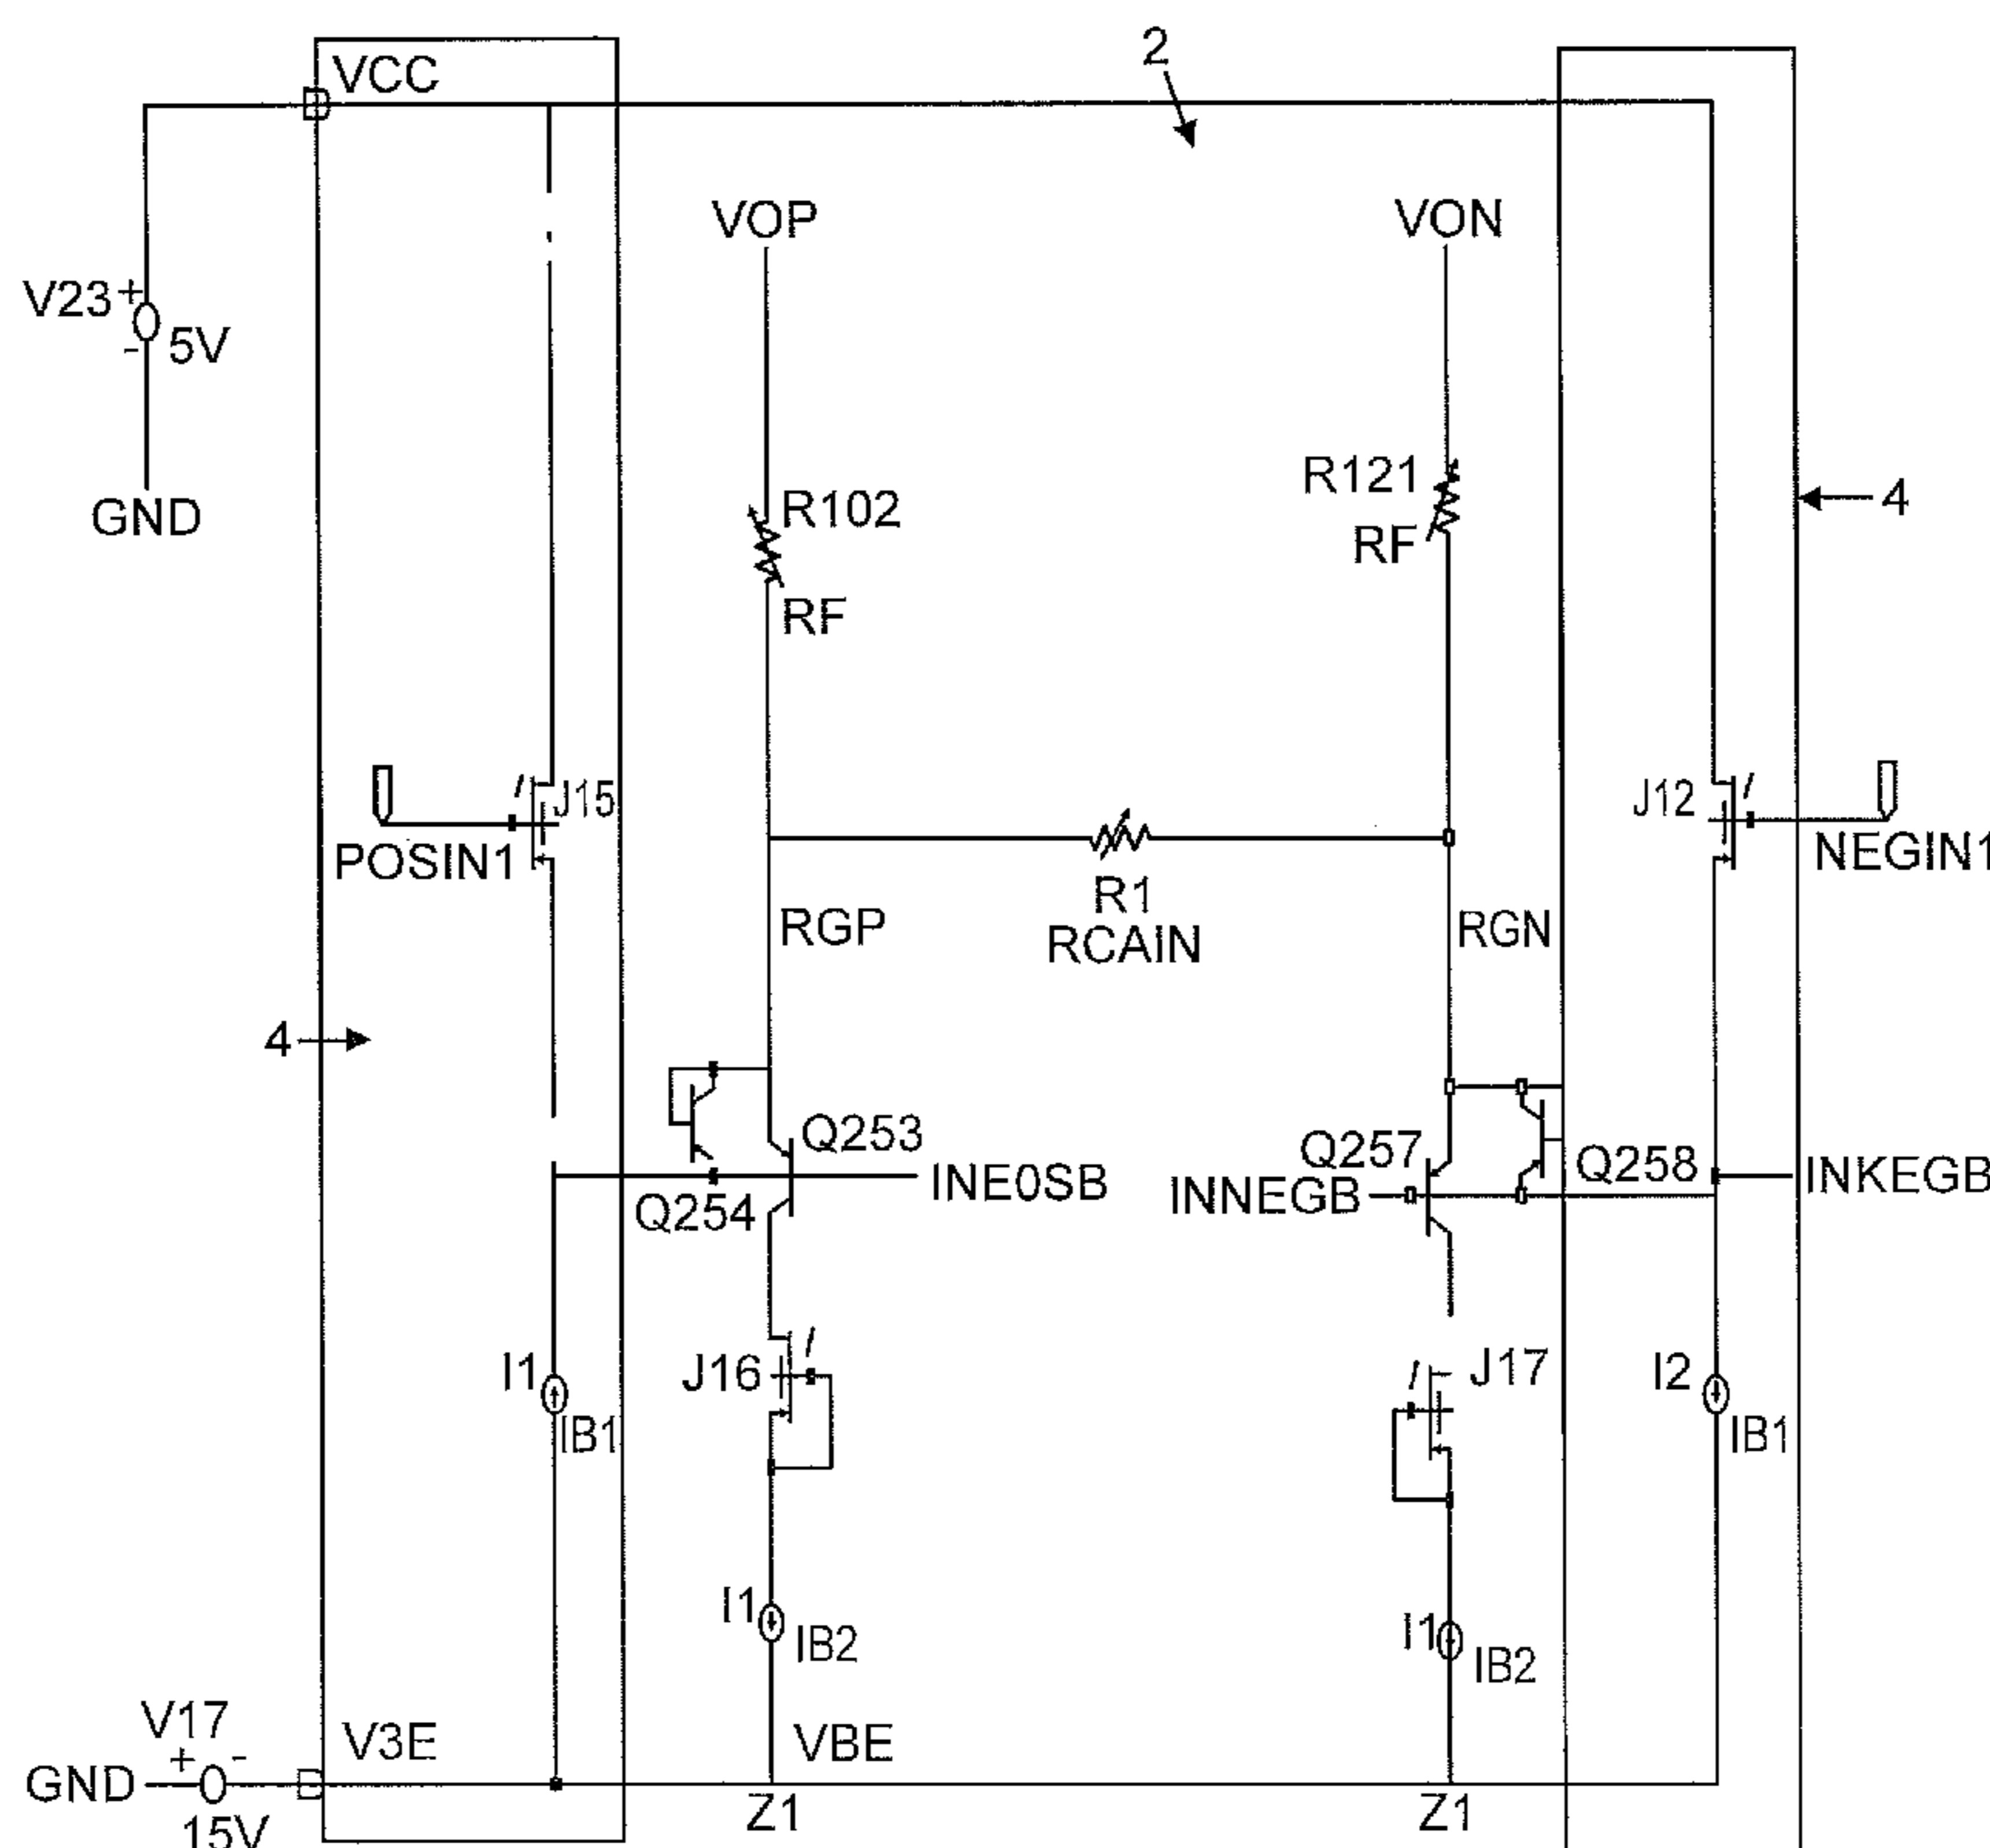 2
VCC
VOP
VON
V23
+
-
5V
GND
R102
RF
R121
RF
4
J15
POSIN1
J12
NEGIN1
R1
RCAIN
RGP
RGN
4
Q253
INE0SB
Q254
Q257
INNEGB
Q258
INKEGB
I1
IB1
J16
J17
I2
IB1
I1
IB2
I1
IB2
V17
+ -
GND
15V
V3E
VBE
Z1
Z1